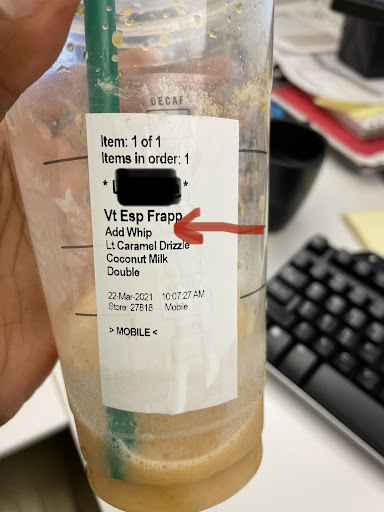 DECAF
Item: 1 of 1
Items in order: 1
* *
Vt Esp Frapp
Add Whip
Lt Caramel Drizzle
Coconut Milk
Double
22-Mar-2021 10:07:27 AM
Store: 27818 Mobile
> MOBILE <